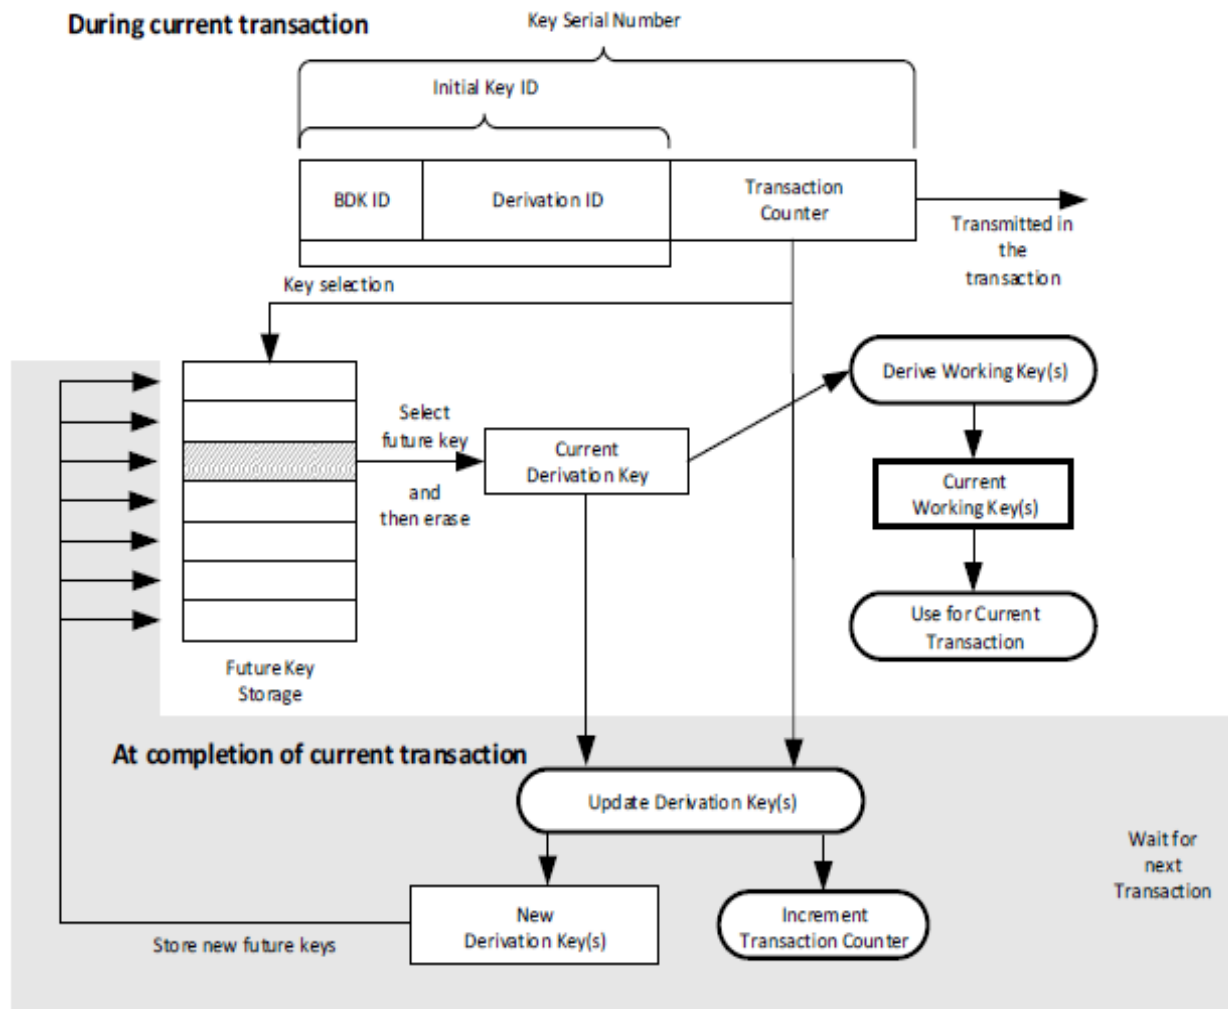 During current transaction
Key Serial Number
Initial Key ID
BDK ID
Derivation ID
Transaction
Counter
Transmitted in
the
transaction
Key selection
Derive Working Key(s)
Select
future key
and
then erase
Current
Derivation Key
Current
Working Key(s)
Use for Current
Transaction
Future Key
Storage
At completion of current transaction
Update Derivation Key(s)
Wait for
next
Transaction
New
Derivation Key(s)
Increment
Transaction Counter
Store new future keys